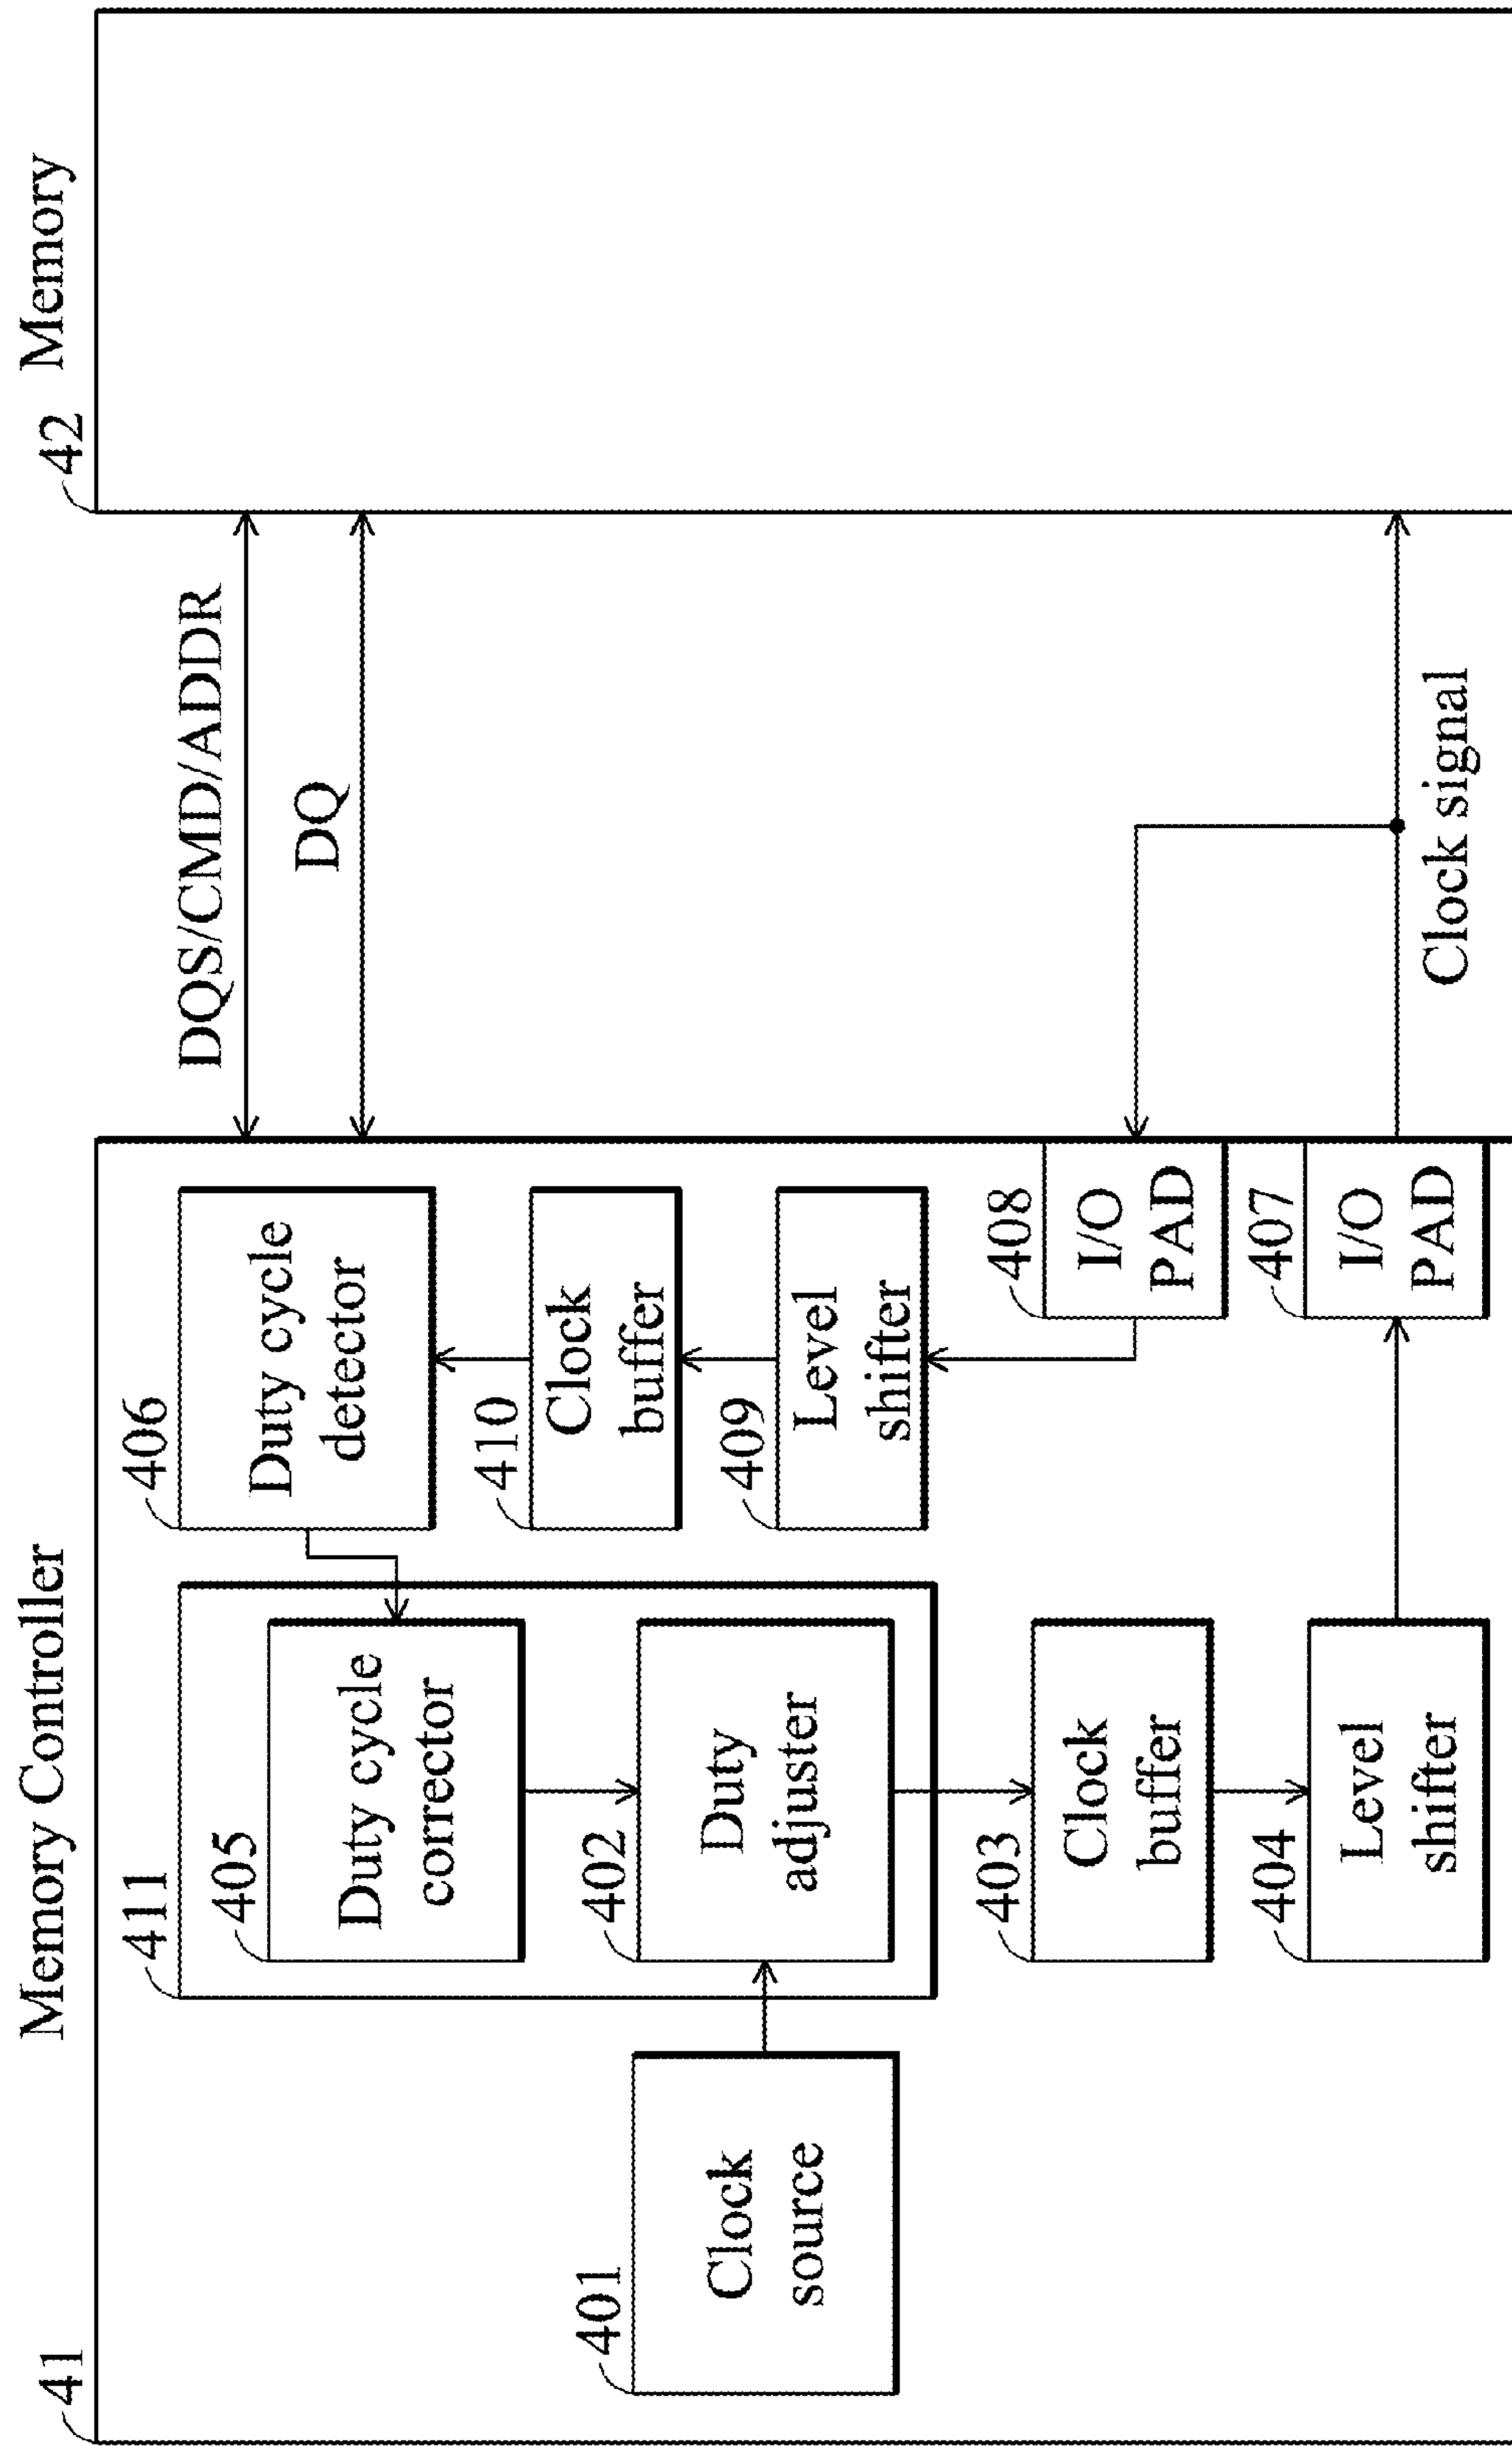 41
Memory Controller
42
Memory
411
405
Duty cycle
corrector
406
Duty cycle
detector
DQS/CMD/ADDR
DQ
410
Clock
buffer
401
Clock
source
402
Duty
adjuster
409
Level
shifter
403
Clock
buffer
408
I/O
PAD
404
Level
shifter
407
I/O
PAD
Clock signal